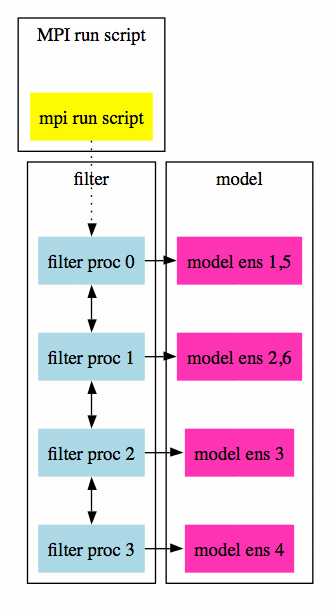 MPI run script
mpi run script
filter
model
filter proc 0
model ens 1,5
filter proc 1
model ens 2,6
filter proc 2
model ens 3
filter proc 3
model ens 4